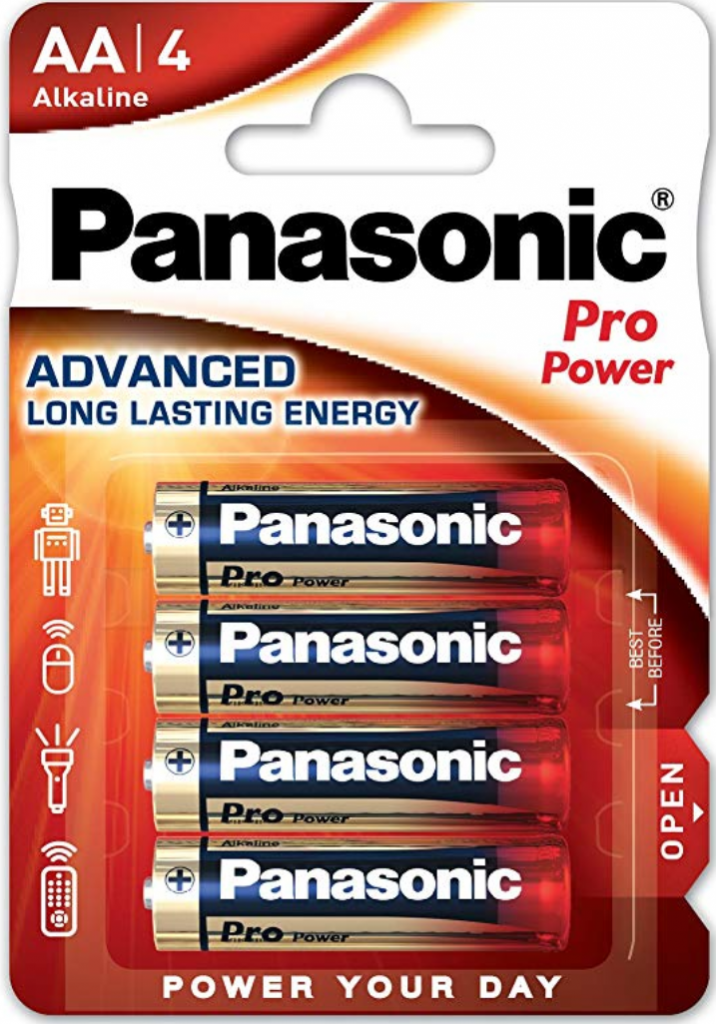 AA|4
Alkaline
Panasonic®
Pro
Power
ADVANCED
LONG LASTING ENERGY
Alkaline
+
Panasonic
Pro Power
Alkaline
+
Panasonic
Pro Power
Alkaline
+
Panasonic
Pro Power
Alkaline
+
Panasonic
Pro Power
BEST
BEFORE
OPEN
POWER YOUR DAY